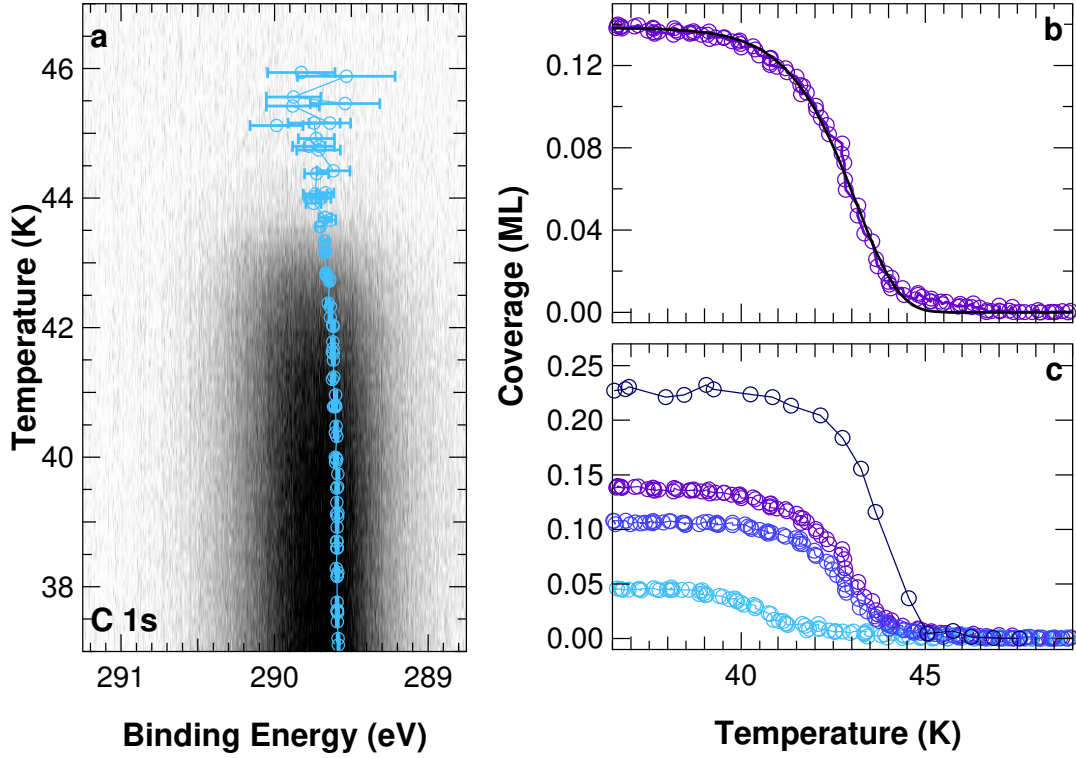 a
46
44
42
40
38
Temperature (K)
C 1s
291
290
289
Binding Energy (eV)
b
0.12
0.08
0.04
0.00
Coverage (ML)
c
0.25
0.20
0.15
0.10
0.05
0.00
40
45
Temperature (K)